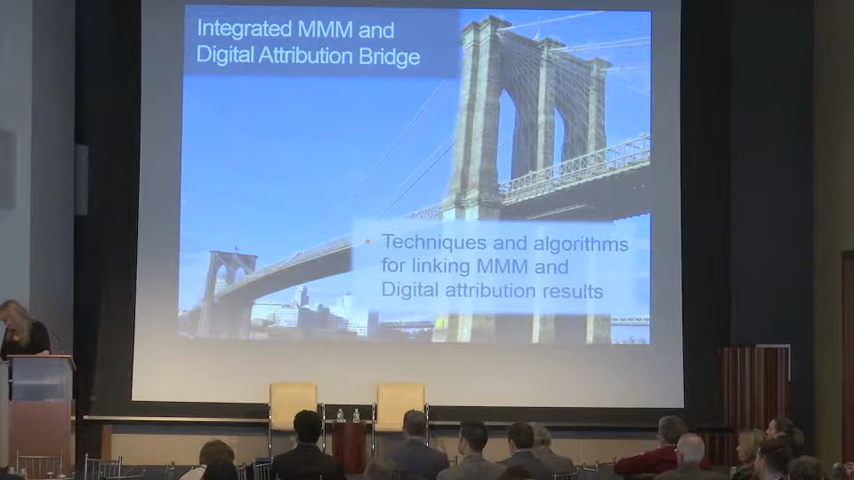 Integrated MMM and
Digital Attribution Bridge
Techniques and algorithms
for linking MMM and
Digital attribution results